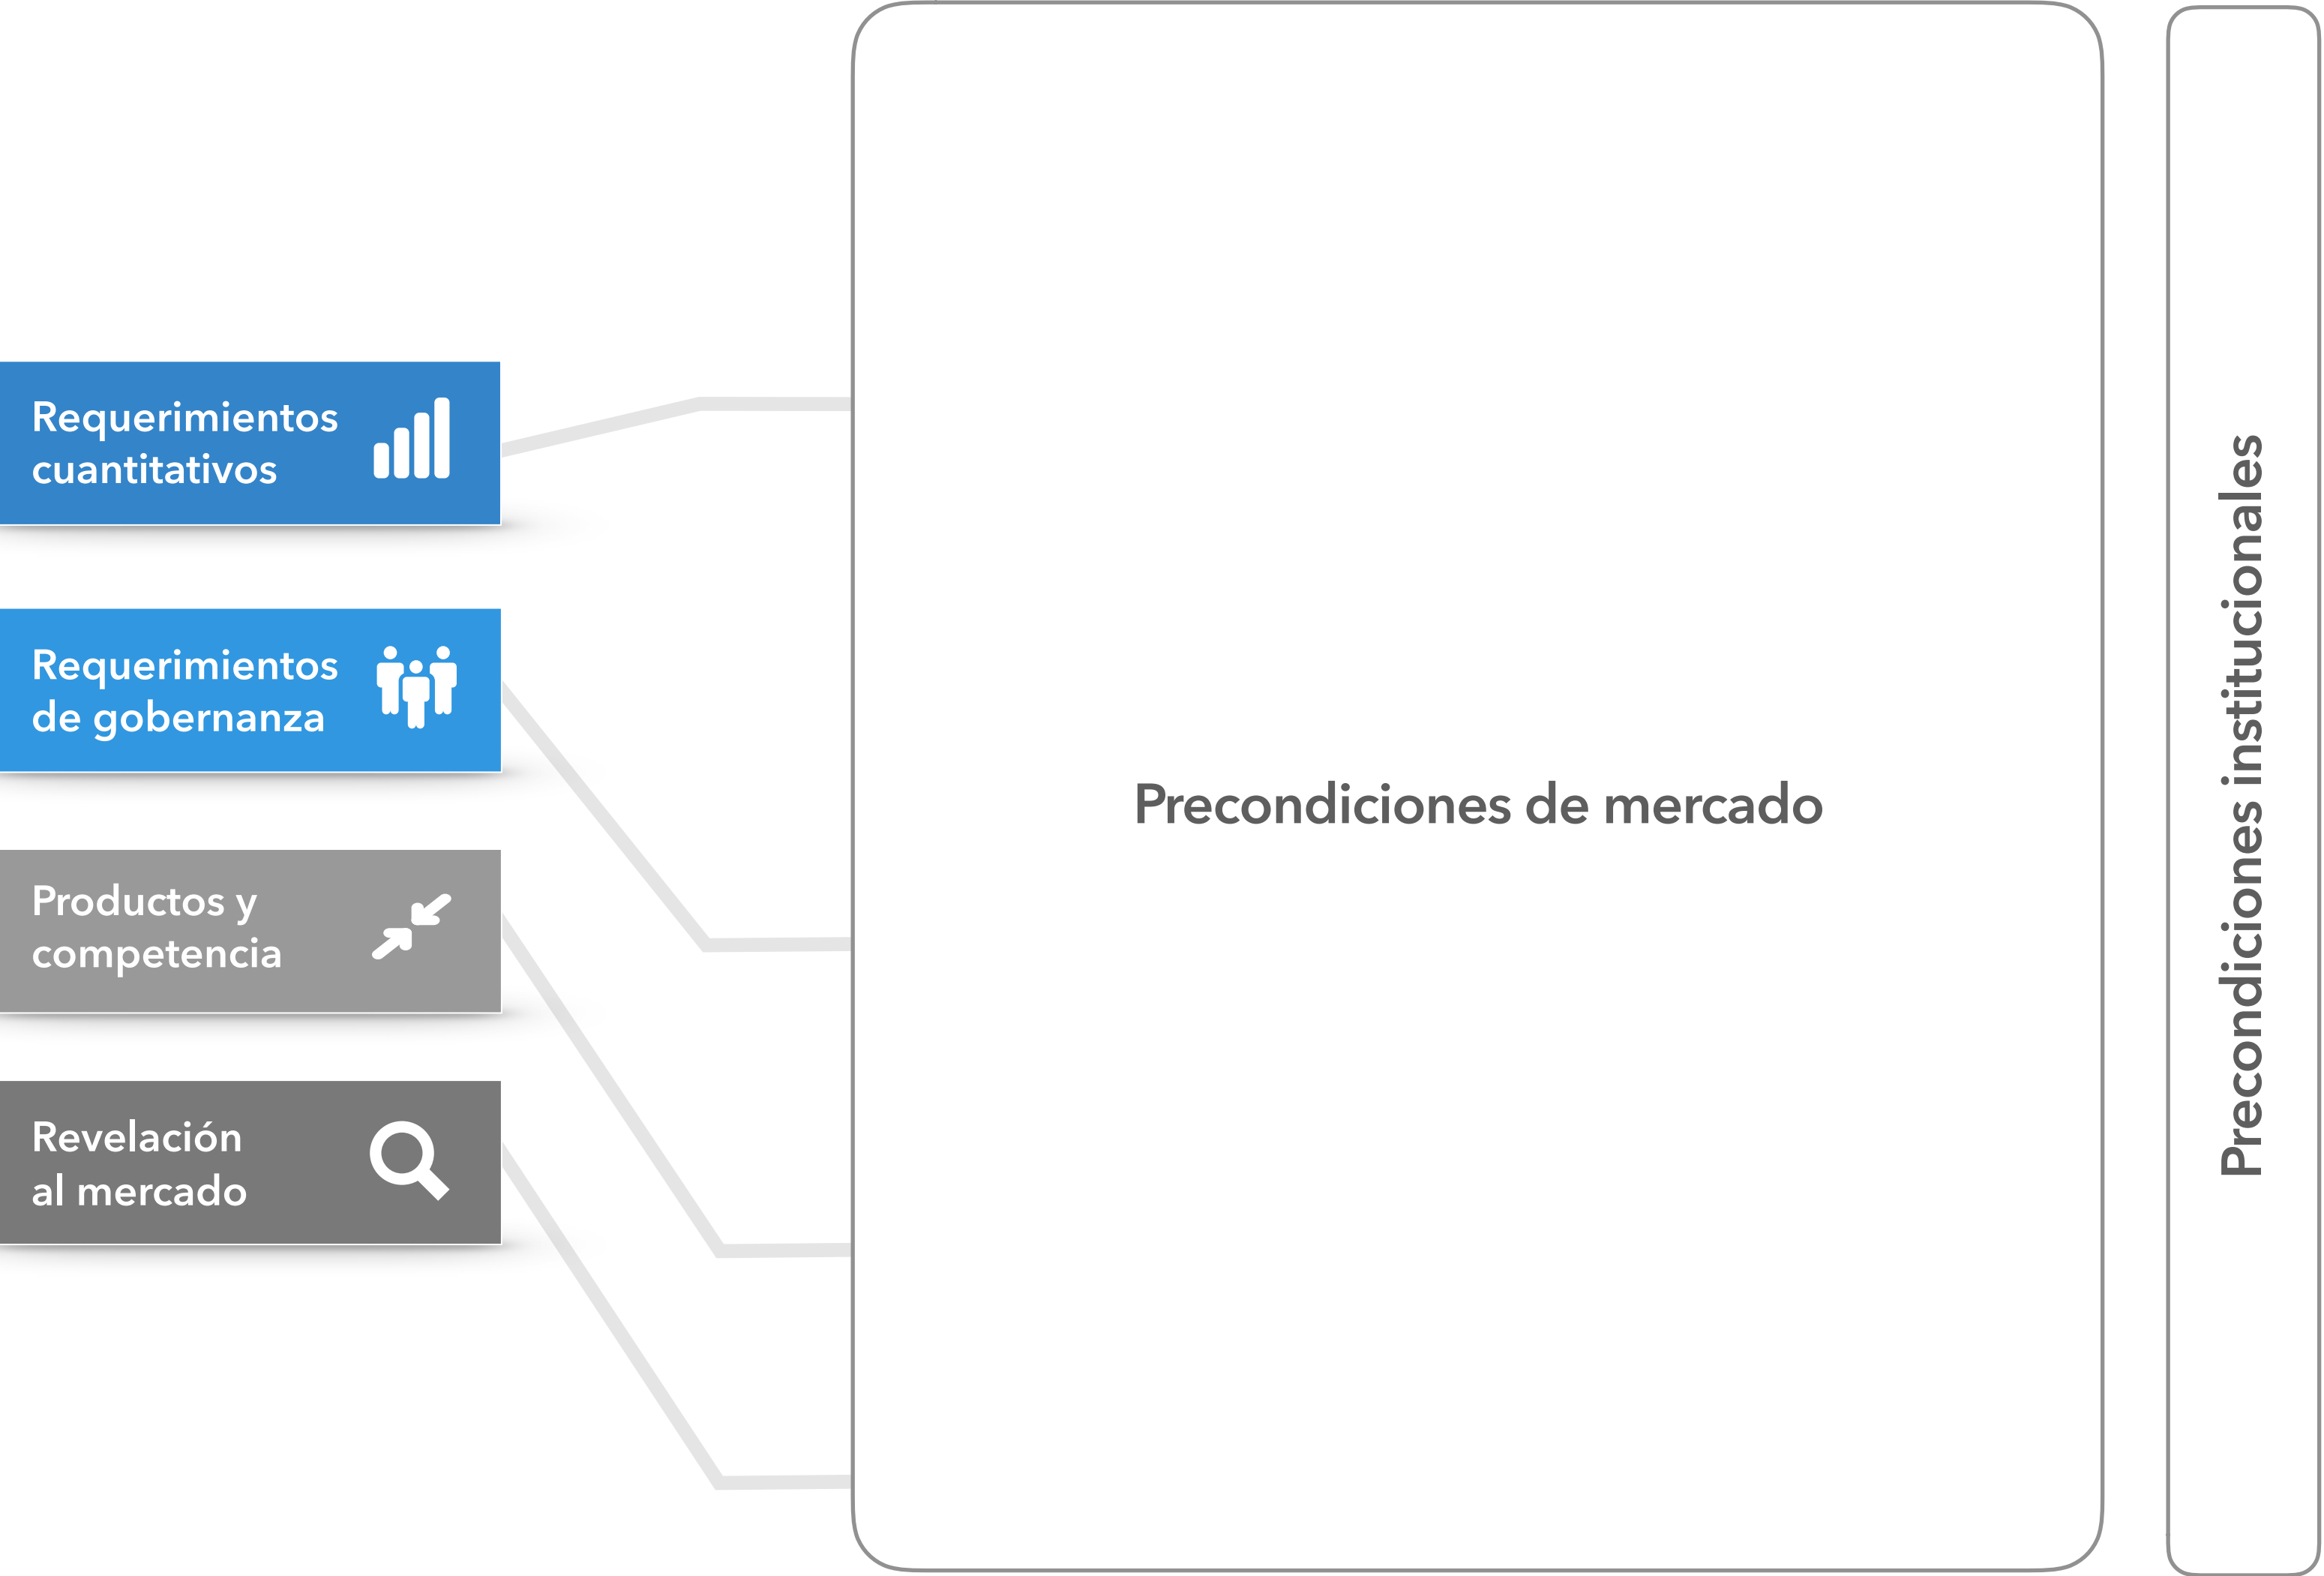 Requerimientos
cuantitativos
Requerimientos
de gobernanza
Productos y
competencia
Revelación
al mercado
Precondiciones de mercado
Precondiciones institucionales